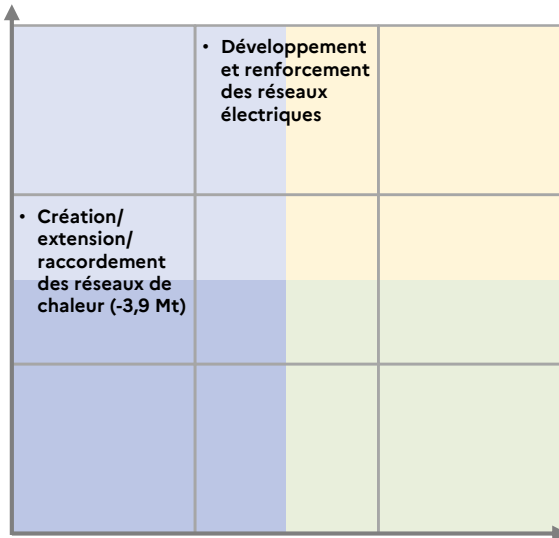 • Développement
et renforcement
des réseaux
électriques
• Création/
extension/
raccordement
des réseaux de
chaleur (-3,9 Mt)